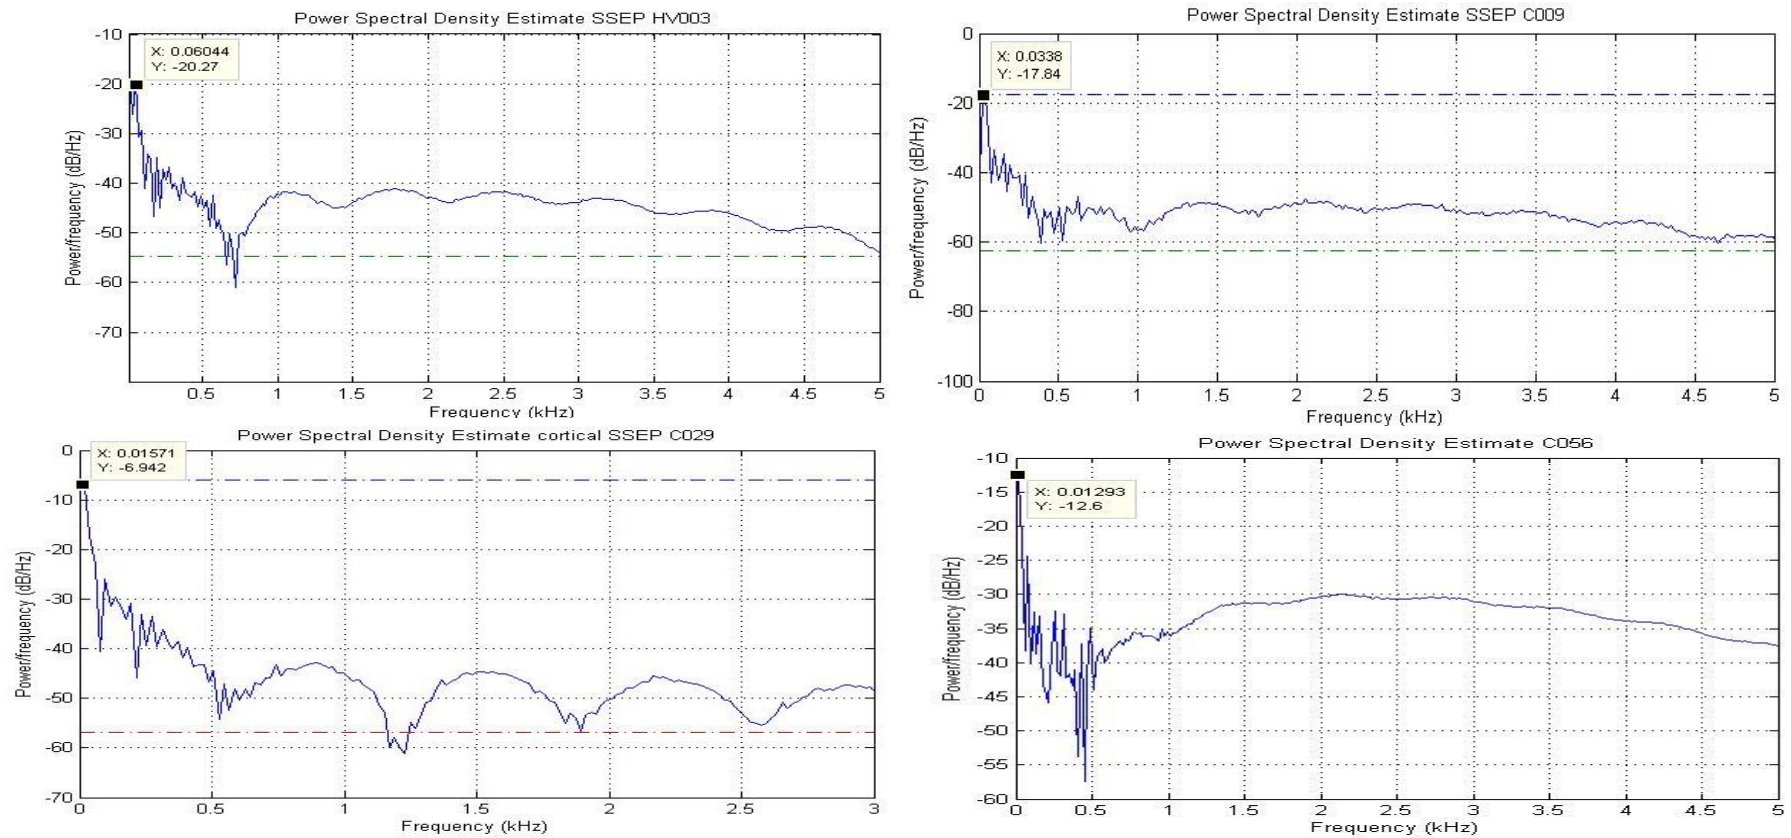 Power Spectral Density Estimate SSEP HV003
X: 0.06044
Y: -20.27
-10
-20
-30
-40
-50
-60
-70
Power/frequency (dB/Hz)
0.5 1 1.5 2 2.5 3 3.5 4 4.5 5
Frequency (kHz)
Power Spectral Density Estimate SSEP C009
X: 0.0338
Y: -17.84
0
-20
-40
-60
-80
-100
Power/frequency (dB/Hz)
0 0.5 1 1.5 2 2.5 3 3.5 4 4.5 5
Frequency (kHz)
Power Spectral Density Estimate cortical SSEP C029
X: 0.01571
Y: -6.942
0
-10
-20
-30
-40
-50
-60
-70
Power/frequency (dB/Hz)
0 0.5 1 1.5 2 2.5 3
Frequency (kHz)
Power Spectral Density Estimate C056
X: 0.01293
Y: -12.6
-10
-15
-20
-25
-30
-35
-40
-45
-50
-55
-60
Power/frequency (dB/Hz)
0 0.5 1 1.5 2 2.5 3 3.5 4 4.5 5
Frequency (kHz)